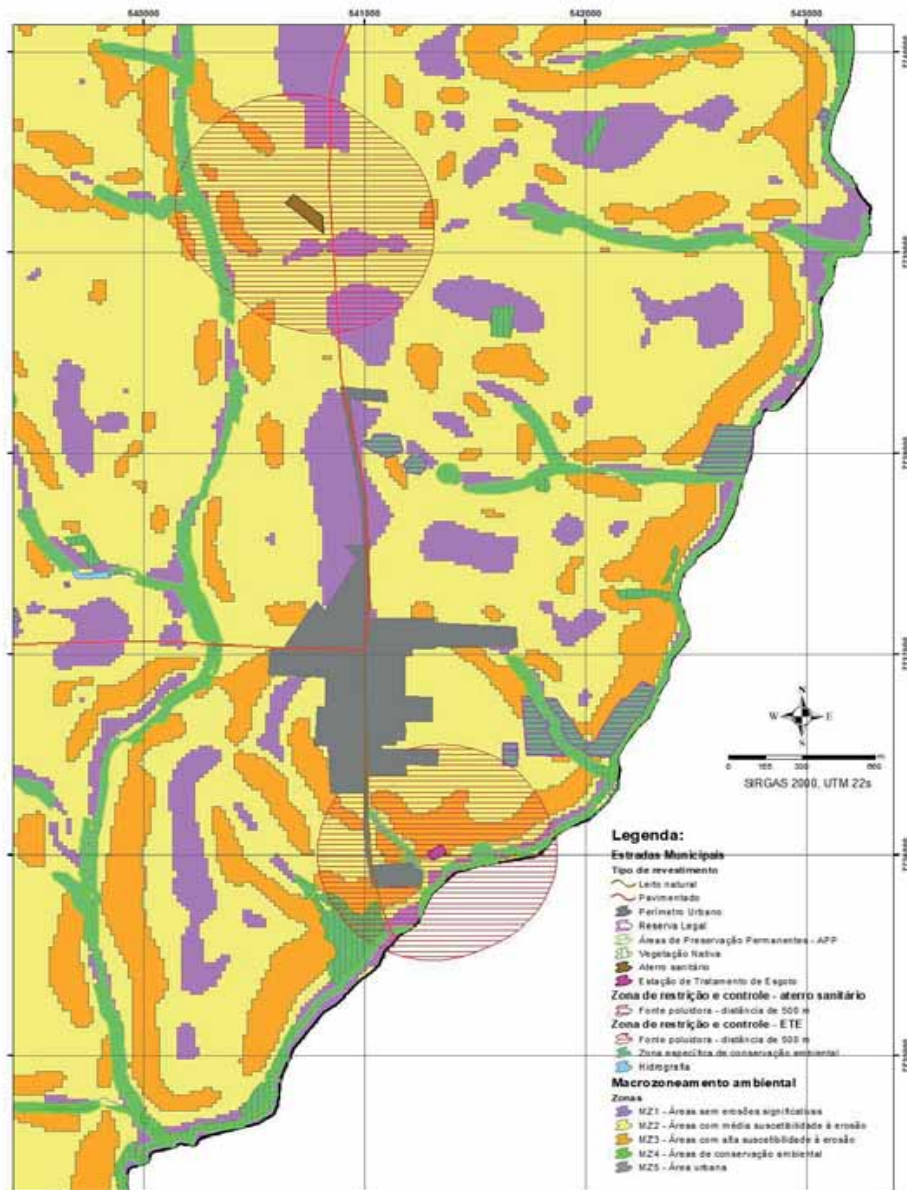 540000 541000 542000 543000
N
W E
S
SIRGAS 2000, UTM 22s
Legenda:
Estradas Municipais
Tipo de revestimento
Leito natural
Pavimentado
Perímetro Urbano
Reserva Legal
Áreas de Preservação Permanentes - APP
Vegetação Nativa
Aterro sanitário
Estação de Tratamento de Esgoto
Zona de restrição e controle - aterro sanitário
Fonte poluidora - distância de 500 m
Zona de restrição e controle - ETE
Fonte poluidora - distância de 500 m
Zona específica de conservação ambiental
Hidrografia
Macrozoneamento ambiental
Zonas
MZ1 - Áreas sem erosões significativas
MZ2 - Áreas com média suscetibilidade à erosão
MZ3 - Áreas com alta suscetibilidade à erosão
MZ4 - Áreas de conservação ambiental
MZ5 - Área urbana